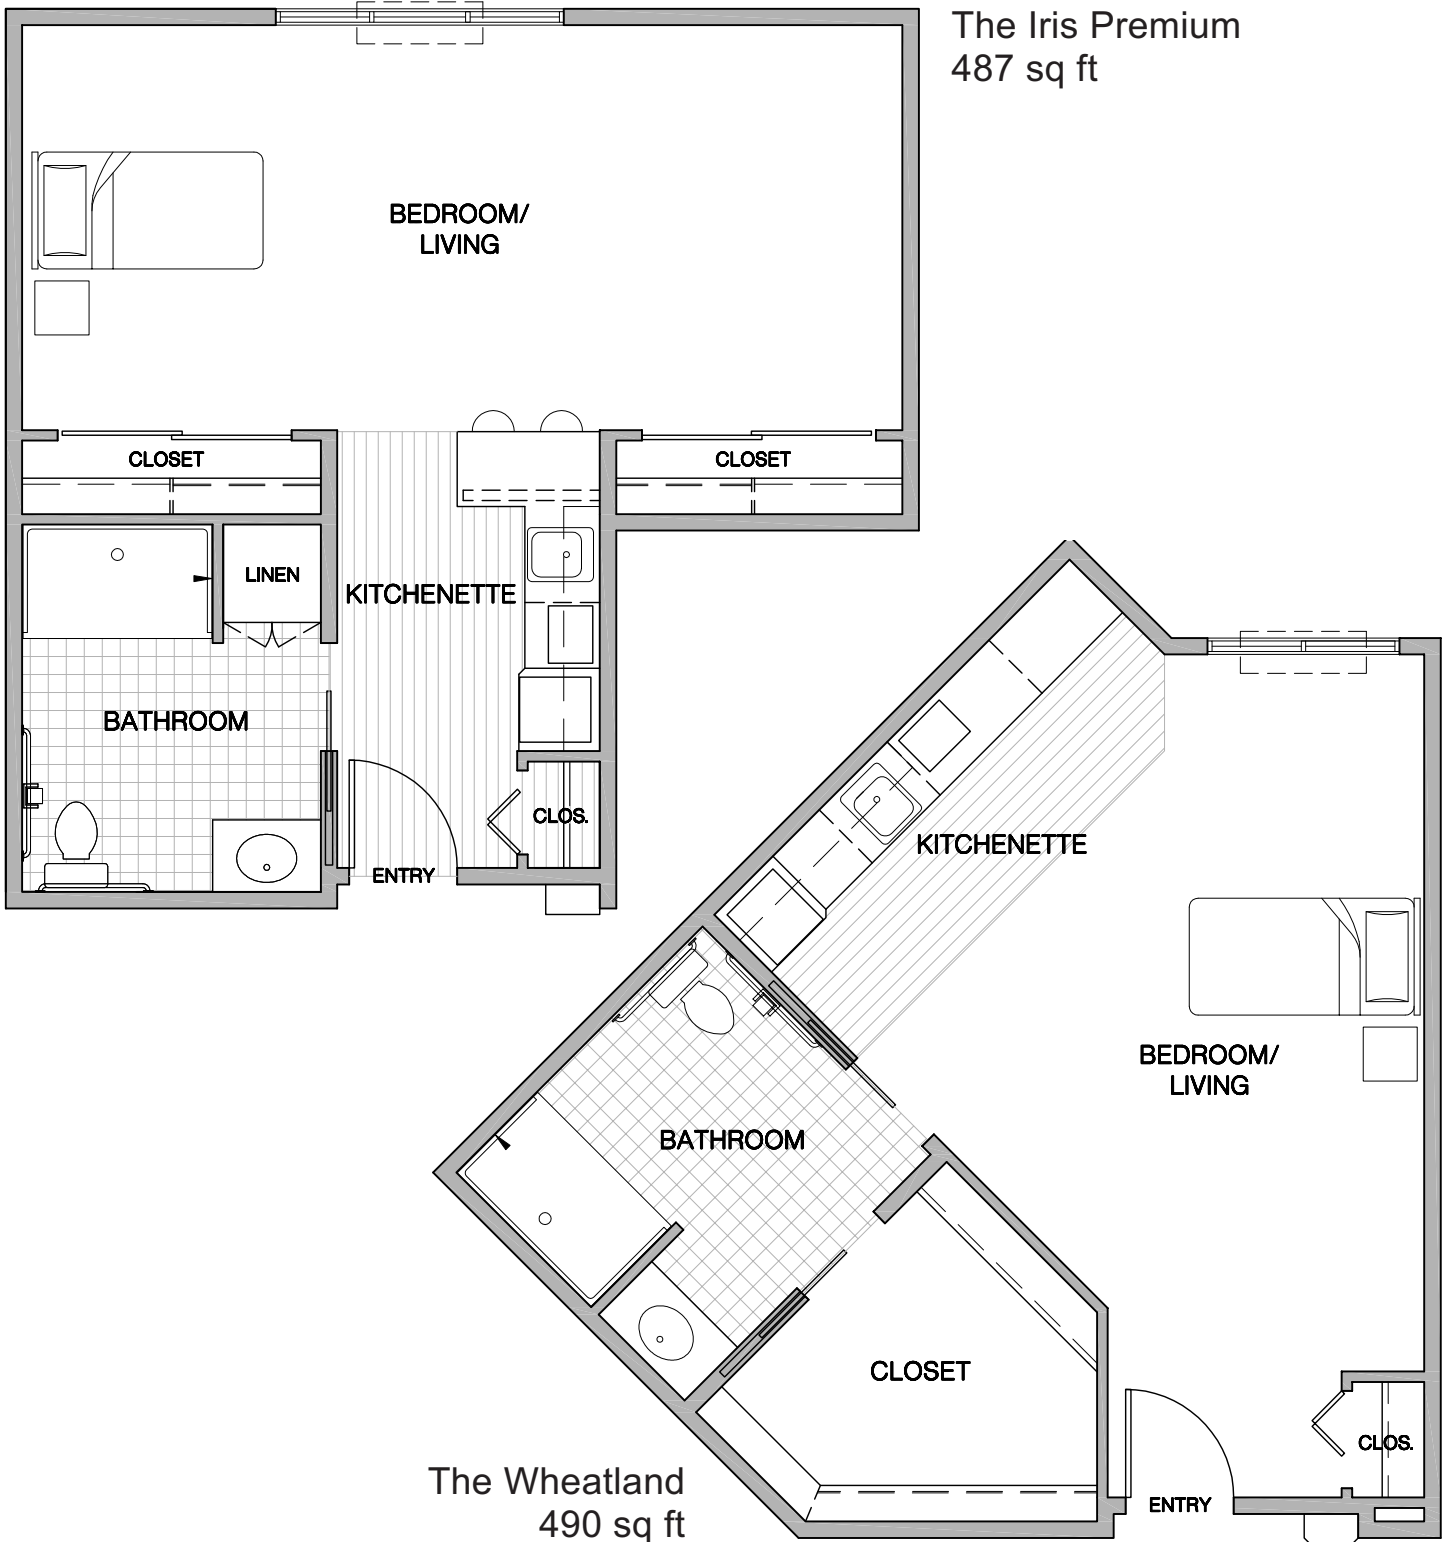 The Iris Premium
487 sq ft
BEDROOM/
LIVING
CLOSET
CLOSET
LINEN
KITCHENETTE
BATHROOM
CLOS.
ENTRY
KITCHENETTE
BEDROOM/
LIVING
BATHROOM
CLOSET
CLOS.
ENTRY
The Wheatland
490 sq ft